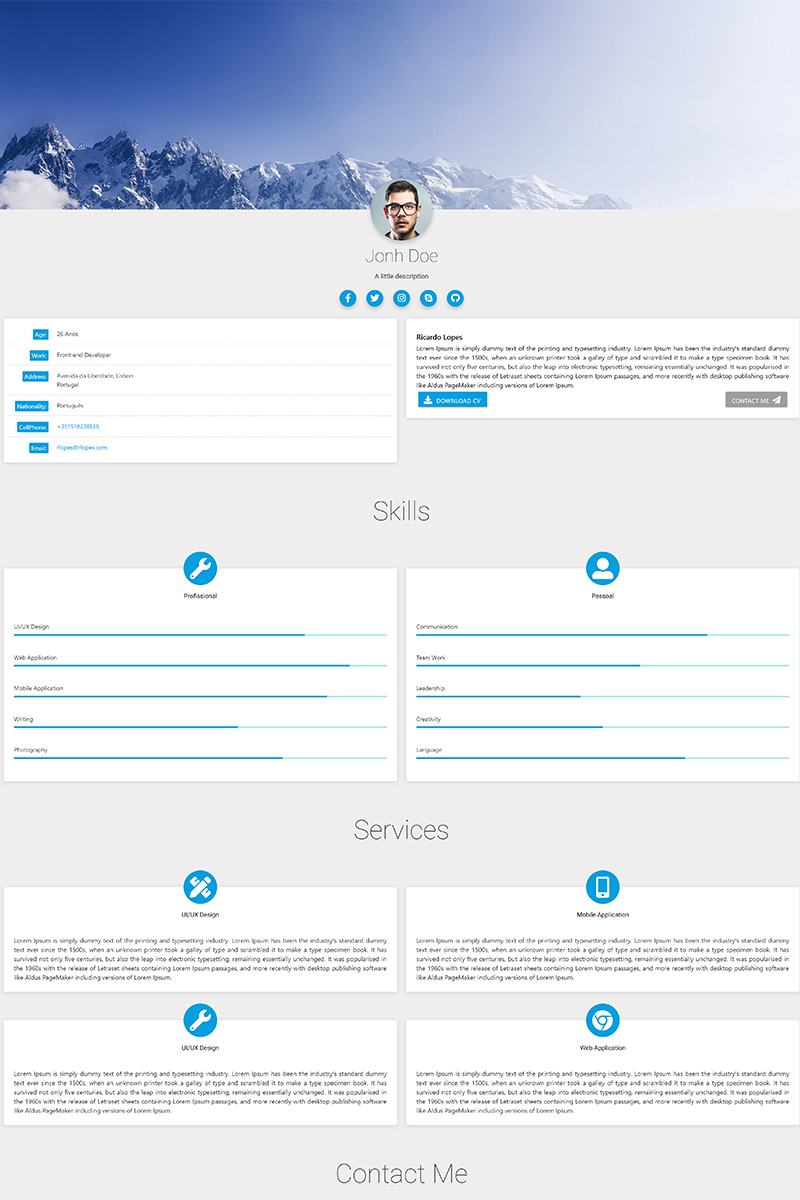 Jonh Doe
A little description
Age: 26 Anos
Work: Front-end Developer
Address: Avenida da Liberdade, Lisbon
Portugal
Nationality: Português
CellPhone: +351918238536
Email: rlopes@rlopes.com
Ricardo Lopes
Lorem Ipsum is simply dummy text of the printing and typesetting industry. Lorem Ipsum has been the industry's standard dummy
text ever since the 1500s, when an unknown printer took a galley of type and scrambled it to make a type specimen book. It has
survived not only five centuries, but also the leap into electronic typesetting, remaining essentially unchanged. It was popularised in
the 1960s with the release of Letraset sheets containing Lorem Ipsum passages, and more recently with desktop publishing software
like Aldus PageMaker including versions of Lorem Ipsum.
DOWNLOAD CV
CONTACT ME
Skills
Profissional
UI/UX Design
Web Application
Mobile Application
Writing
Photography
Pessoal
Communication
Team Work
Leadership
Creativity
Language
Services
UI/UX Design
Lorem Ipsum is simply dummy text of the printing and typesetting industry. Lorem Ipsum has been the industry's standard dummy
text ever since the 1500s, when an unknown printer took a galley of type and scrambled it to make a type specimen book. It has
survived not only five centuries, but also the leap into electronic typesetting, remaining essentially unchanged. It was popularised in
the 1960s with the release of Letraset sheets containing Lorem Ipsum passages, and more recently with desktop publishing software
like Aldus PageMaker including versions of Lorem Ipsum.
Mobile Application
Lorem Ipsum is simply dummy text of the printing and typesetting industry. Lorem Ipsum has been the industry's standard dummy
text ever since the 1500s, when an unknown printer took a galley of type and scrambled it to make a type specimen book. It has
survived not only five centuries, but also the leap into electronic typesetting, remaining essentially unchanged. It was popularised in
the 1960s with the release of Letraset sheets containing Lorem Ipsum passages, and more recently with desktop publishing software
like Aldus PageMaker including versions of Lorem Ipsum.
UI/UX Design
Lorem Ipsum is simply dummy text of the printing and typesetting industry. Lorem Ipsum has been the industry's standard dummy
text ever since the 1500s, when an unknown printer took a galley of type and scrambled it to make a type specimen book. It has
survived not only five centuries, but also the leap into electronic typesetting, remaining essentially unchanged. It was popularised in
the 1960s with the release of Letraset sheets containing Lorem Ipsum passages, and more recently with desktop publishing software
like Aldus PageMaker including versions of Lorem Ipsum.
Web Application
Lorem Ipsum is simply dummy text of the printing and typesetting industry. Lorem Ipsum has been the industry's standard dummy
text ever since the 1500s, when an unknown printer took a galley of type and scrambled it to make a type specimen book. It has
survived not only five centuries, but also the leap into electronic typesetting, remaining essentially unchanged. It was popularised in
the 1960s with the release of Letraset sheets containing Lorem Ipsum passages, and more recently with desktop publishing software
like Aldus PageMaker including versions of Lorem Ipsum.
Contact Me